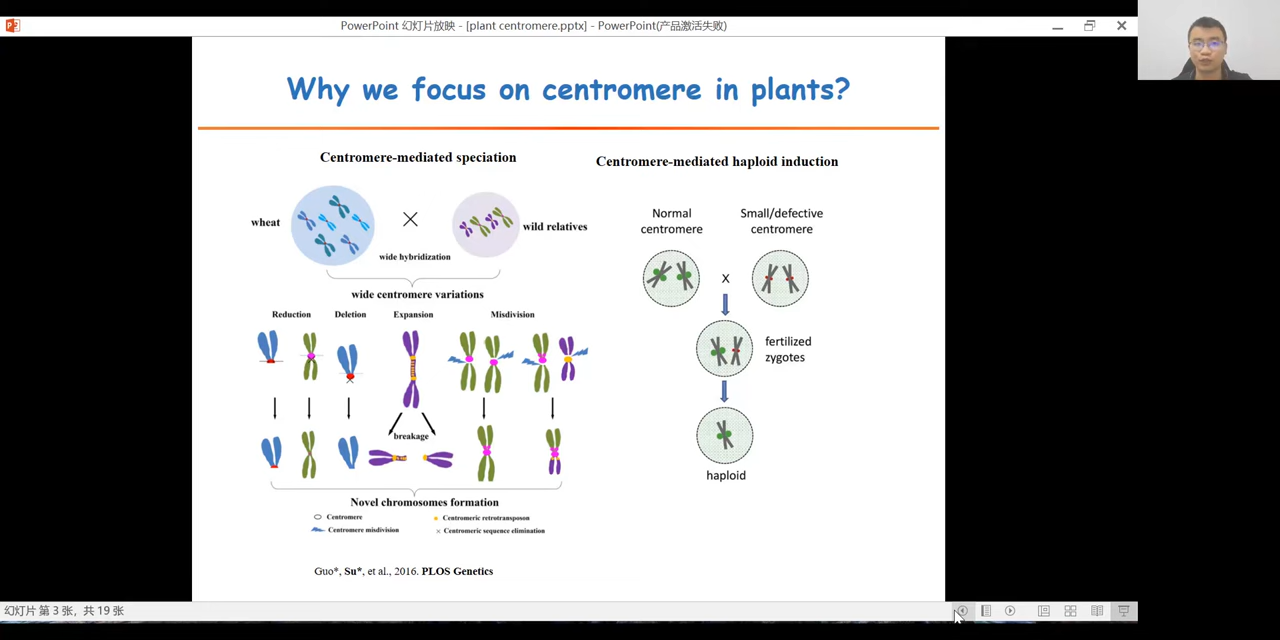 PowerPoint 幻灯片放映 - [plant centromere.pptx] - PowerPoint(产品激活失败)
Why we focus on centromere in plants?
Centromere-mediated speciation
wheat
wild relatives
wide hybridization
wide centromere variations
Reduction Deletion Expansion Misdivision
breakage
Novel chromosomes formation
Centromere
Centromeric retrotransposon
Centromere misdivision
Centromeric sequence elimination
Guo*, Su*, et al., 2016. PLOS Genetics
Centromere-mediated haploid induction
Normal
centromere
Small/defective
centromere
X
fertilized
zygotes
haploid
幻灯片 第 3 张，共 19 张